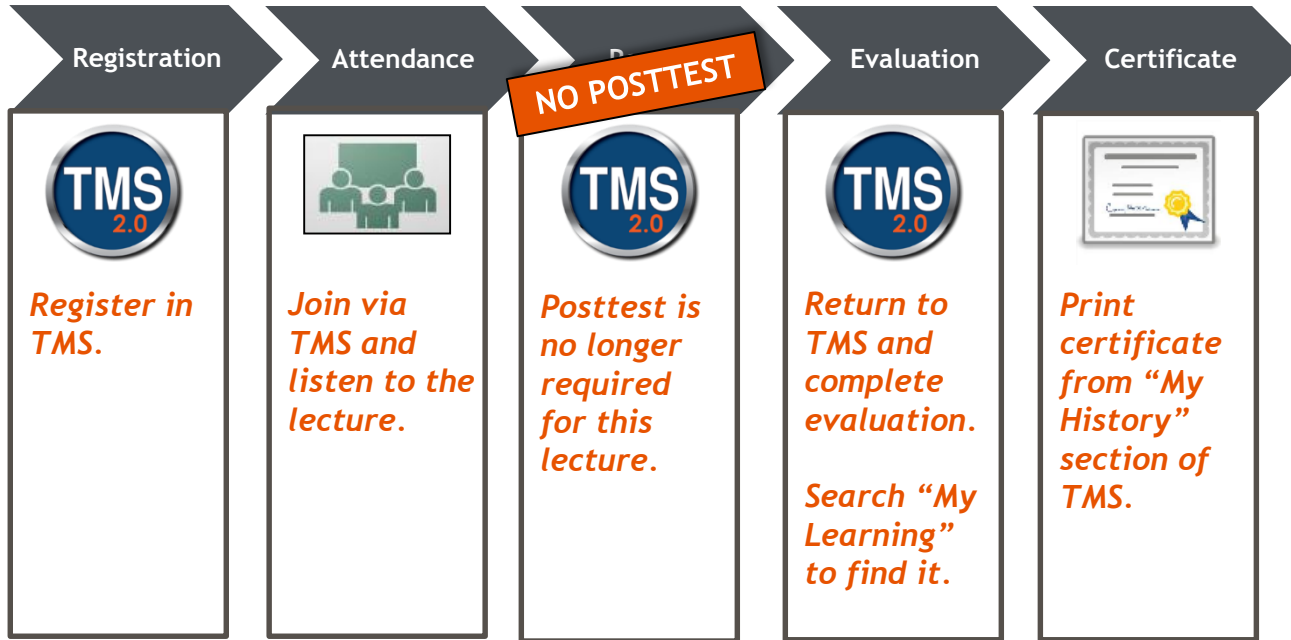 Registration
Attendance
NO POSTTEST
Evaluation
Certificate
TMS
2.0
Register in
TMS.
Join via
TMS and
listen to the
lecture.
TMS
2.0
Posttest is
no longer
required
for this
lecture.
TMS
2.0
Return to
TMS and
complete
evaluation.
Search “My
Learning”
to find it.
Print
certificate
from “My
History”
section of
TMS.